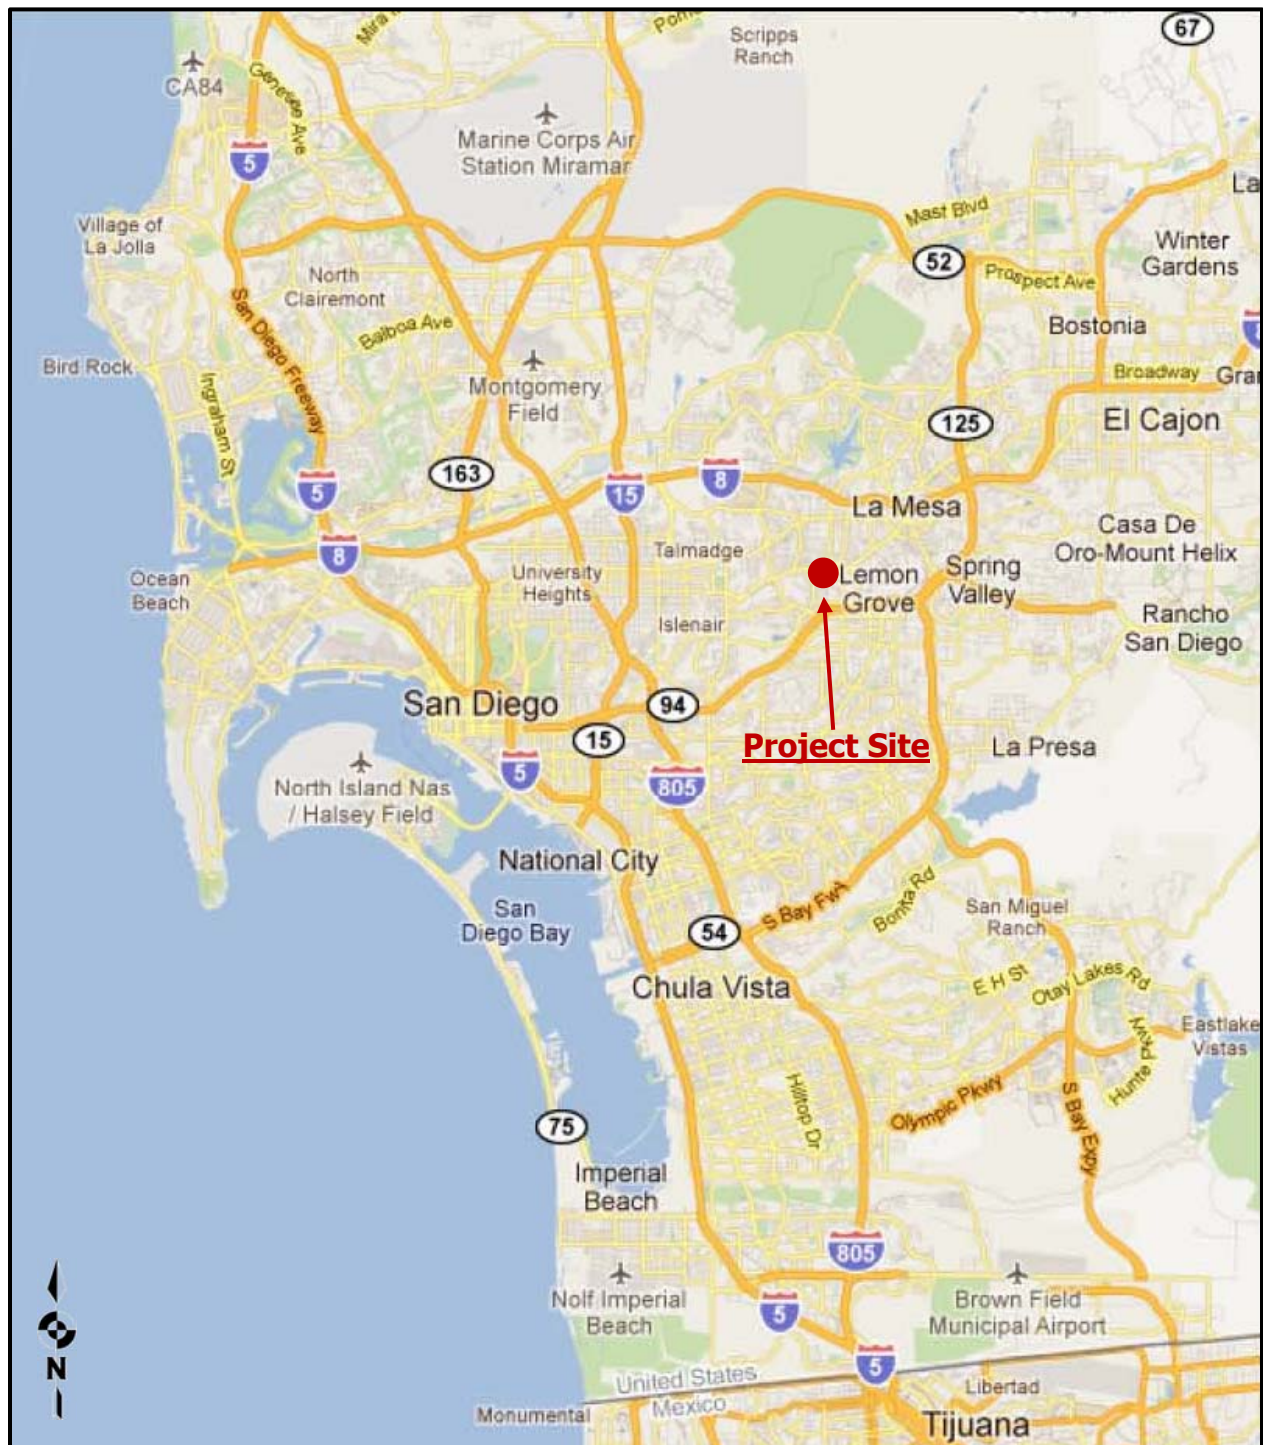 67
Scripps
Ranch
CA84
Genesee Ave
Marine Corps Air
Station Miramar
5
La
Mast Blvd
Village of
La Jolla
Winter
Gardens
52
Prospect Ave
North
Clairemont
San Diego Freeway
Balboa Ave
Bostonia
Bird Rock
Broadway
Gran
Montgomery
Field
Ingraham St
125
El Cajon
163
5
15
8
La Mesa
8
Casa De
Oro-Mount Helix
Talmadge
Ocean
Beach
University
Heights
Lemon
Grove
Spring
Valley
Islenair
Rancho
San Diego
San Diego
94
15
Project Site
La Presa
5
805
North Island Nas
/ Halsey Field
National City
S Bay Fwy
Bonita Rd
San
Diego Bay
San Miguel
Ranch
54
E H St
Otay Lakes Rd
Chula Vista
Eastlake
Vistas
Hunte Pkwy
Hilltop Dr
Olympic Pkwy
S Bay Expy
75
Imperial
Beach
805
Nolf Imperial
Beach
5
Brown Field
Municipal Airport
N
5
United States
Mexico
Libertad
Monumental
Tijuana